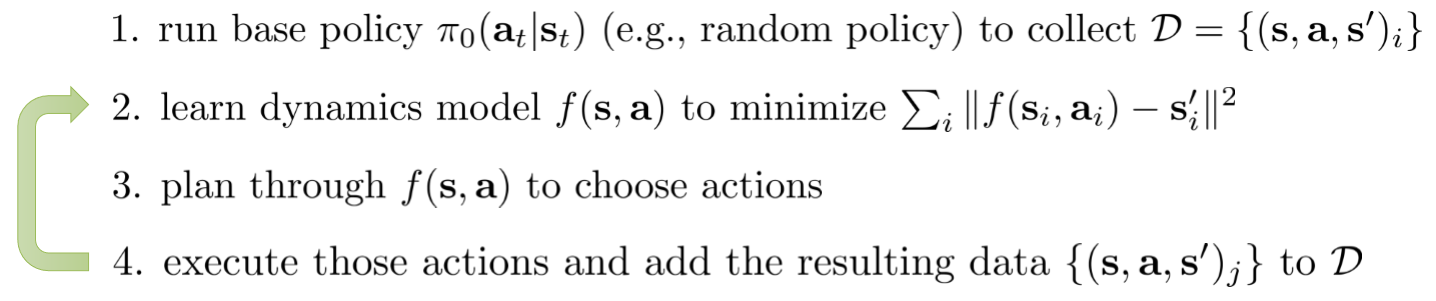 1. run base policy π₀(𝐚ₜ|𝐬ₜ) (e.g., random policy) to collect 𝒟 = {(𝐬, 𝐚, 𝐬′)ᵢ}
2. learn dynamics model f(𝐬, 𝐚) to minimize ∑ᵢ ‖f(𝐬ᵢ, 𝐚ᵢ) − 𝐬′ᵢ‖²
3. plan through f(𝐬, 𝐚) to choose actions
4. execute those actions and add the resulting data {(𝐬, 𝐚, 𝐬′)ⱼ} to 𝒟